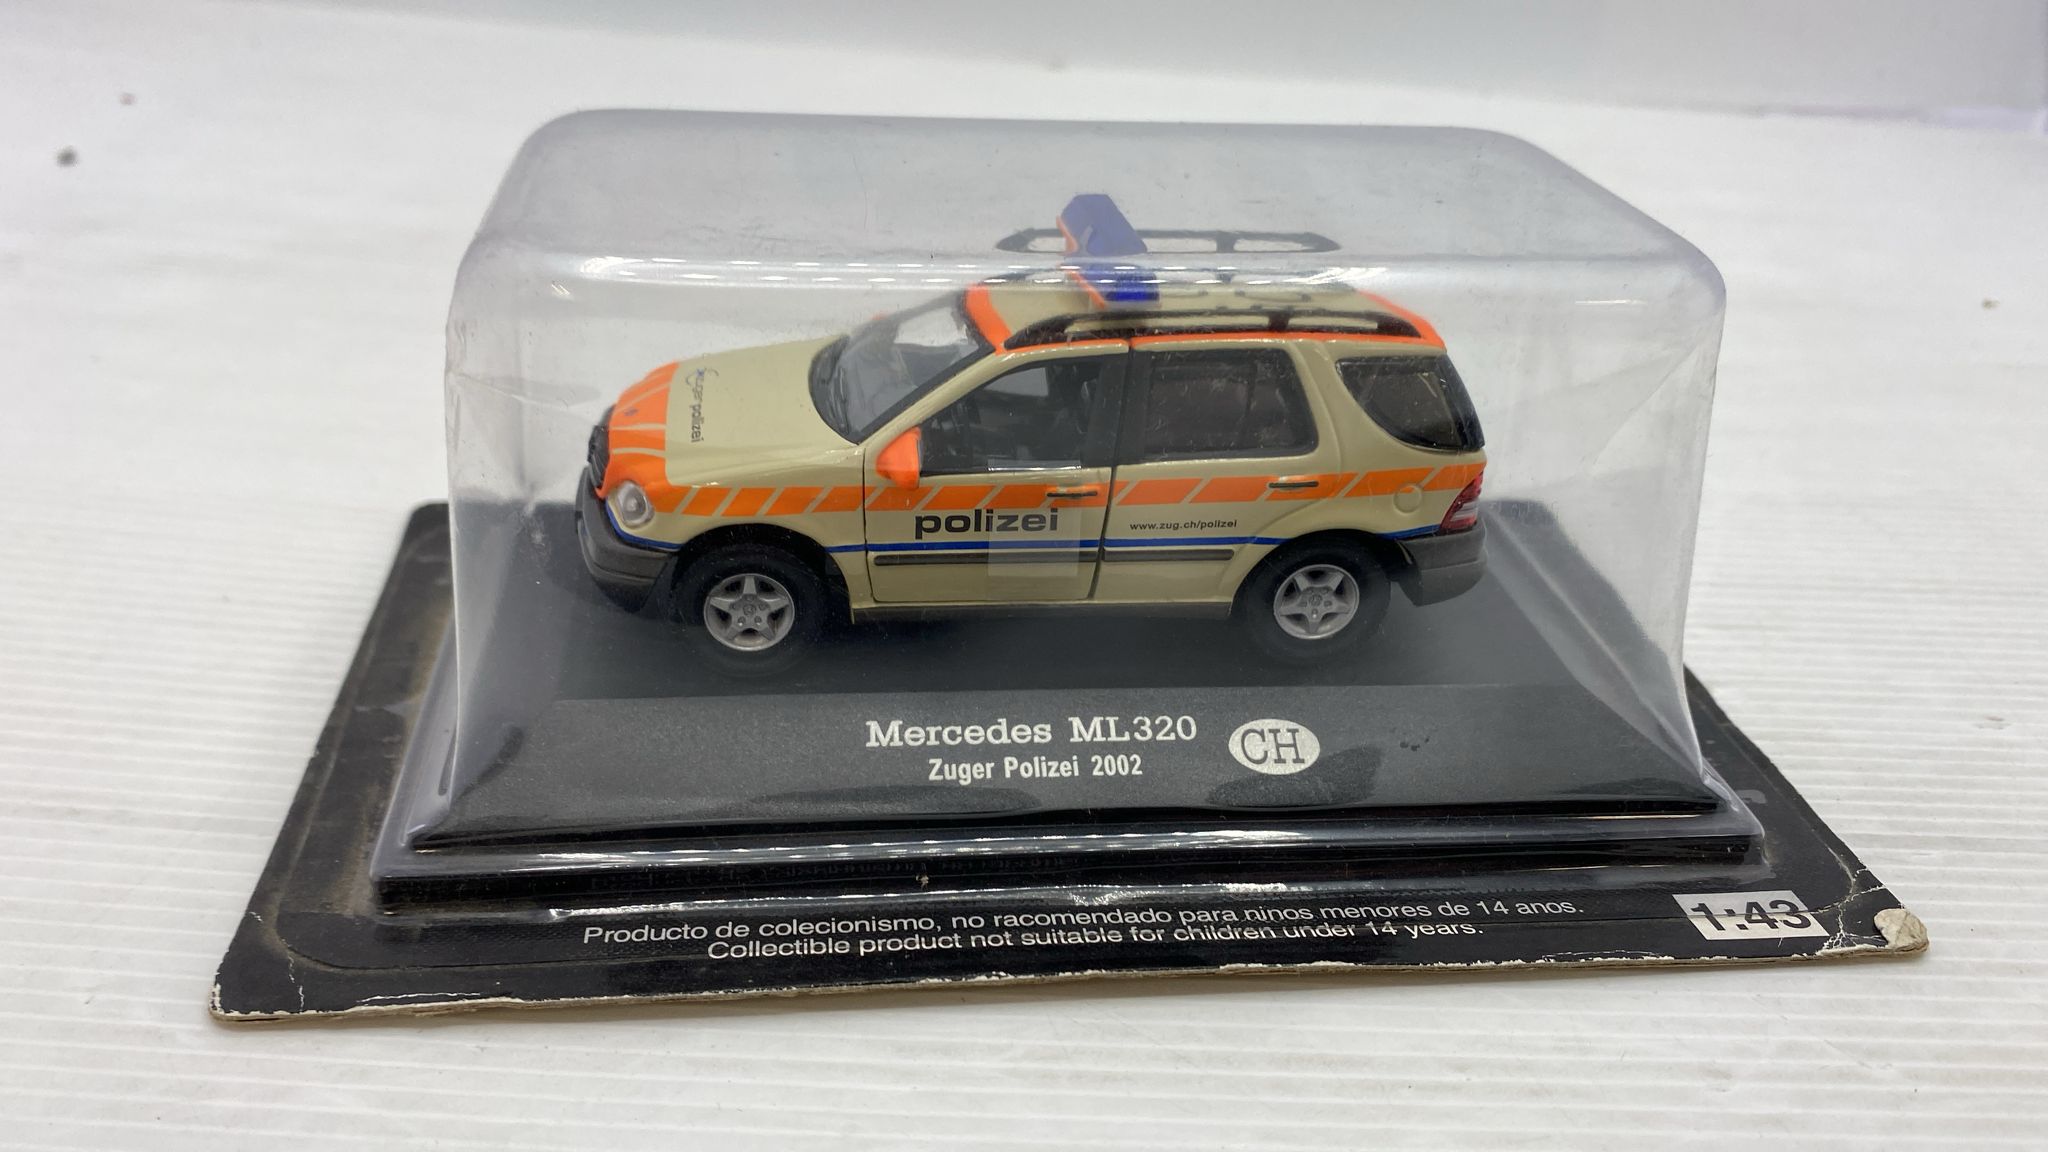 zuger polizei
polizei
www.zug.ch/polizei
Mercedes ML320
CH
Zuger Polizei 2002
Producto de colecionismo, no racomendado para ninos menores de 14 anos.
Collectible product not suitable for children under 14 years.
1:43